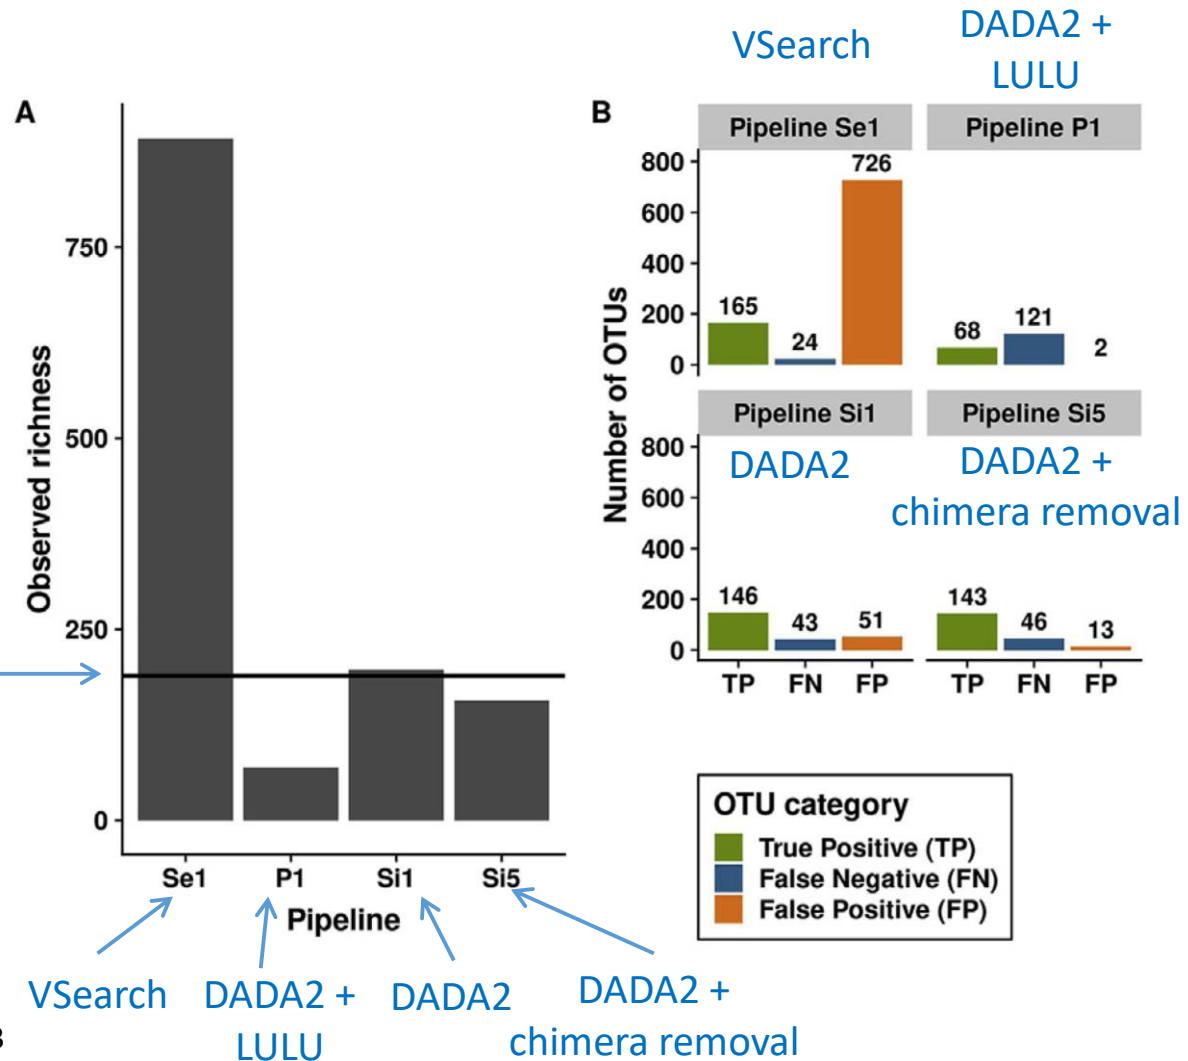 VSearch
DADA2 +
LULU
A
B
Pipeline Se1
Pipeline P1
Observed richness
750
500
250
0
Se1
P1
Si1
Si5
Pipeline
Number of OTUs
800
600
400
200
0
726
165
24
68
121
2
Pipeline Si1
Pipeline Si5
DADA2
DADA2 +
chimera removal
800
600
400
200
0
146
43
51
143
46
13
TP
FN
FP
TP
FN
FP
OTU category
True Positive (TP)
False Negative (FN)
False Positive (FP)
VSearch
DADA2 +
LULU
DADA2
DADA2 +
chimera removal